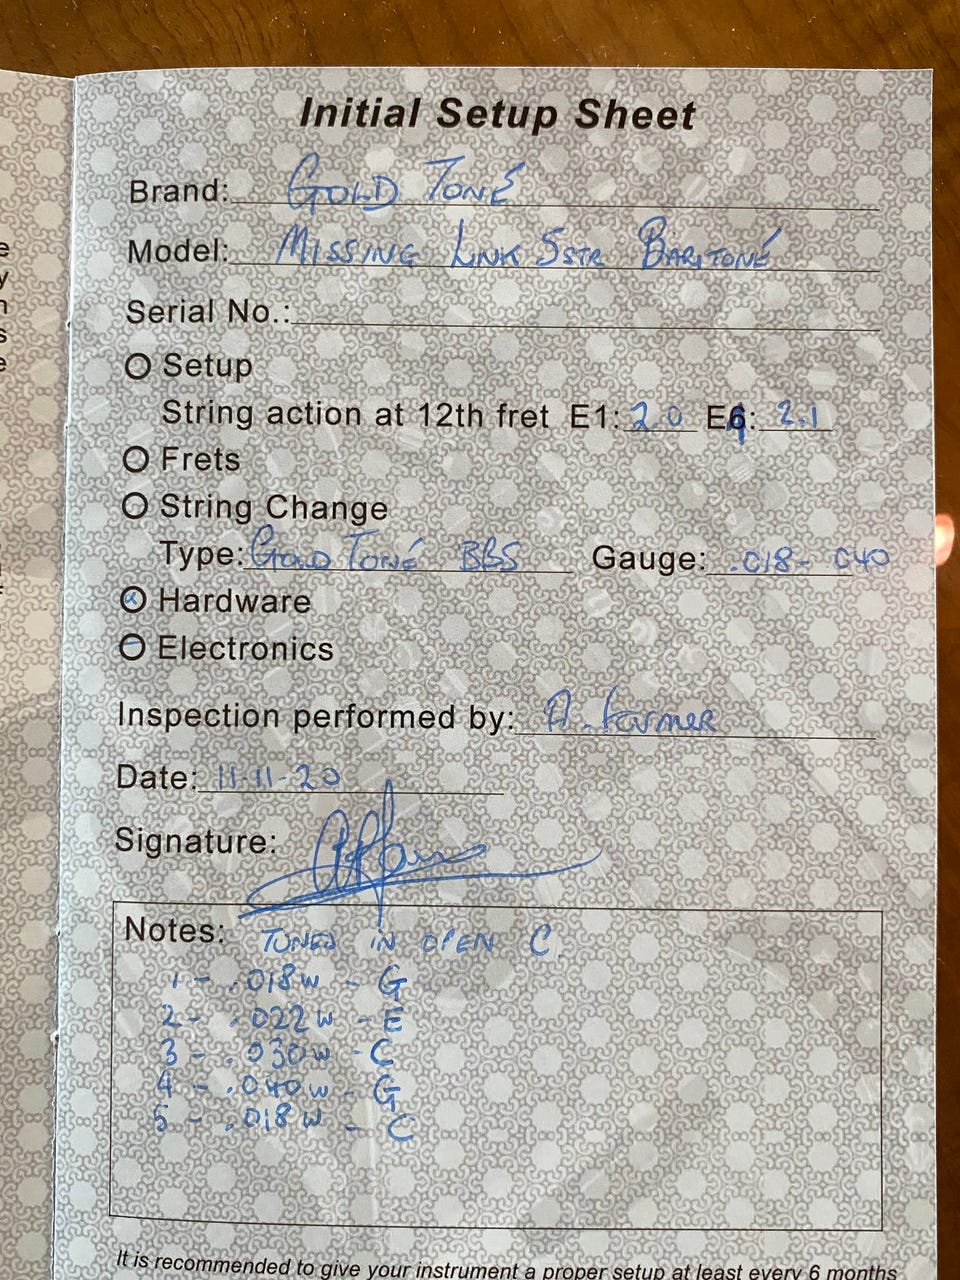 Initial Setup Sheet
Brand: GOLD TONE
Model: MISSING LINK 5STR BARITONE
Serial No.:
Setup
String action at 12th fret E1: 2.0 E4: 2.1
Frets
String Change
Type: GOLD TONE BBS Gauge: .018 - 040
Hardware
Electronics
Inspection performed by: A. Farmer
Date: 11-11-20
Signature:
Notes: TUNED IN OPEN C.
1 - .018w - G
2 - .022w - E
3 - .030w - C
4 - .040w - G
5 - .018w - C
It is recommended to give your instrument a proper setup at least every 6 months